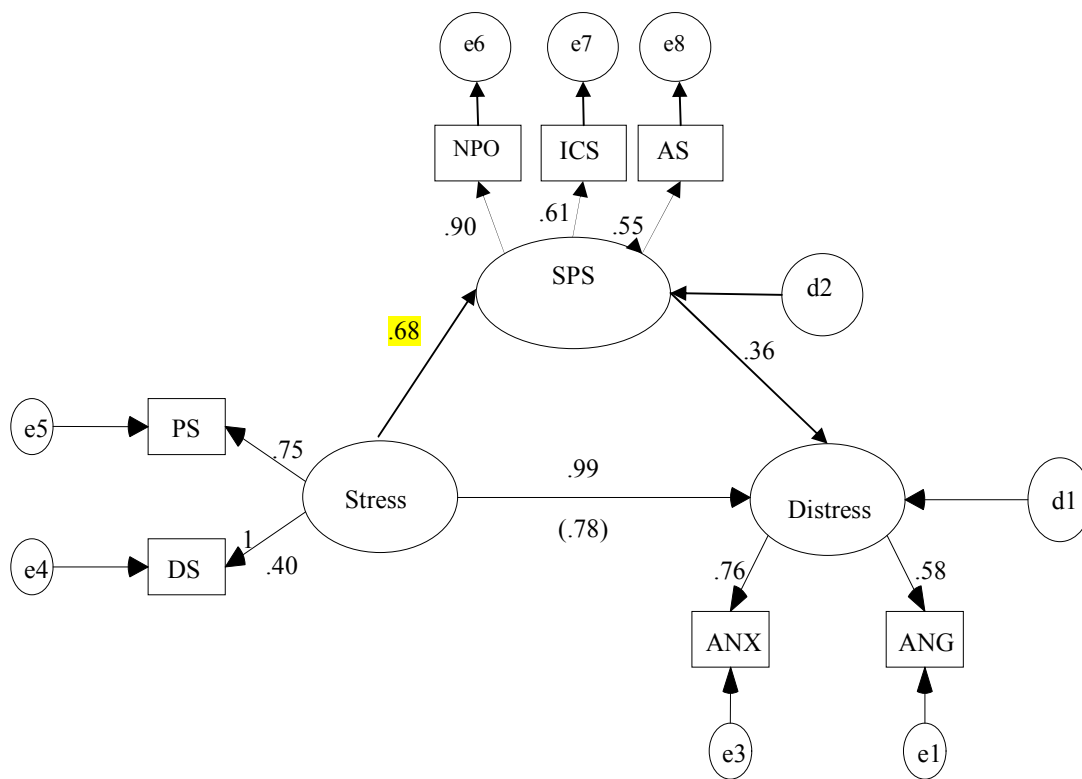 e6
e7
e8
NPO
ICS
AS
.90
.61
.55
SPS
d2
.68
.36
e5
PS
.75
.99
Stress
Distress
d1
(.78)
1
e4
DS
.40
.76
.58
ANX
ANG
e3
e1